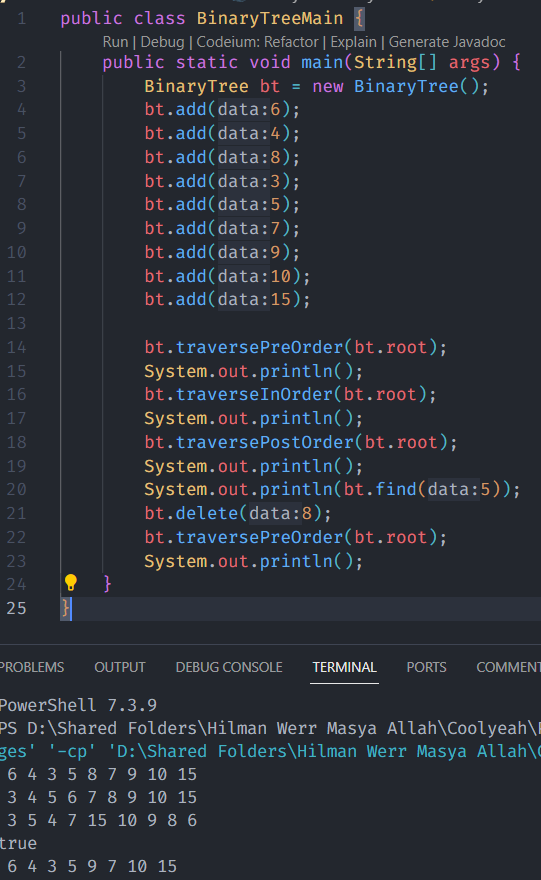 1 public class BinaryTreeMain {
Run | Debug | Codeium: Refactor | Explain | Generate Javadoc
2 public static void main(String[] args) {
3 BinaryTree bt = new BinaryTree();
4 bt.add(data:6);
5 bt.add(data:4);
6 bt.add(data:8);
7 bt.add(data:3);
8 bt.add(data:5);
9 bt.add(data:7);
10 bt.add(data:9);
11 bt.add(data:10);
12 bt.add(data:15);
13
14 bt.traversePreOrder(bt.root);
15 System.out.println();
16 bt.traverseInOrder(bt.root);
17 System.out.println();
18 bt.traversePostOrder(bt.root);
19 System.out.println();
20 System.out.println(bt.find(data:5));
21 bt.delete(data:8);
22 bt.traversePreOrder(bt.root);
23 System.out.println();
24 }
25 }
PROBLEMS OUTPUT DEBUG CONSOLE TERMINAL PORTS COMMENT
PowerShell 7.3.9
PS D:\Shared Folders\Hilman Werr Masya Allah\Coolyeah\
ges' '-cp' 'D:\Shared Folders\Hilman Werr Masya Allah\
6 4 3 5 8 7 9 10 15
3 4 5 6 7 8 9 10 15
3 5 4 7 15 10 9 8 6
true
6 4 3 5 9 7 10 15